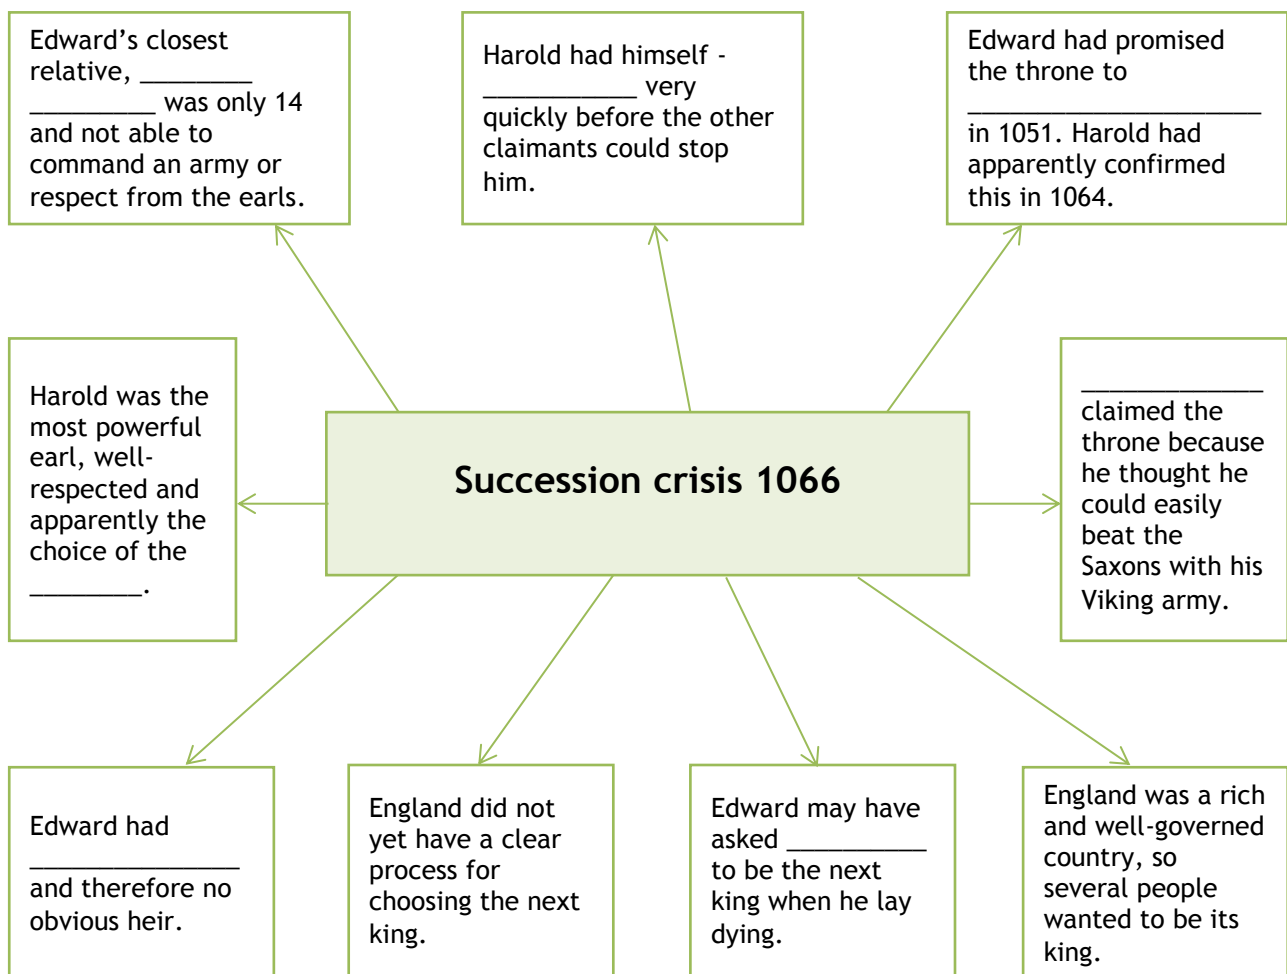 Edward’s closest
relative, ________
_________ was only 14
and not able to
command an army or
respect from the earls.
Harold had himself -
___________ very
quickly before the other
claimants could stop
him.
Edward had promised
the throne to
_____________________
in 1051. Harold had
apparently confirmed
this in 1064.
Harold was the
most powerful
earl, well-
respected and
apparently the
choice of the
________.
Succession crisis 1066
_____________
claimed the
throne because
he thought he
could easily
beat the
Saxons with his
Viking army.
Edward had
_______________
and therefore no
obvious heir.
England did not
yet have a clear
process for
choosing the next
king.
Edward may have
asked __________
to be the next
king when he lay
dying.
England was a rich
and well-governed
country, so
several people
wanted to be its
king.